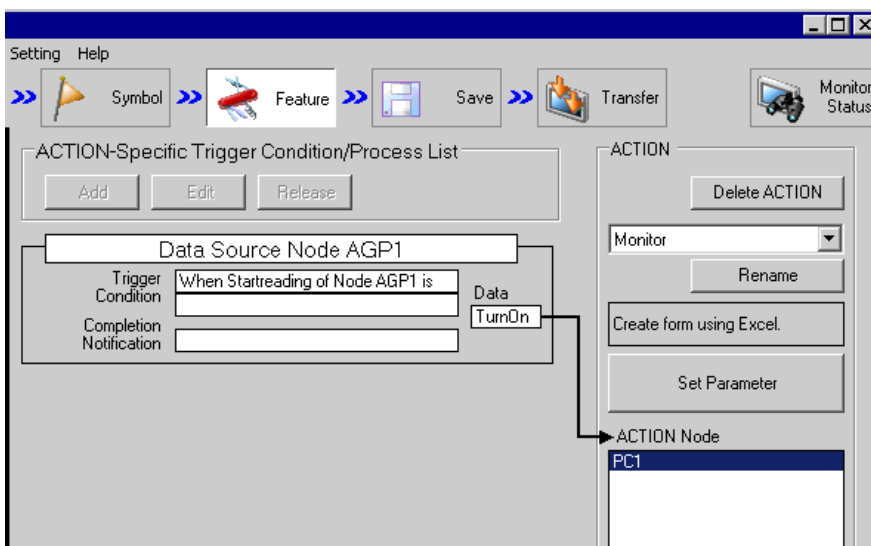 Setting Help
Symbol
Feature
Save
Transfer
Monitor
Status
ACTION-Specific Trigger Condition/Process List
Add
Edit
Release
Data Source Node AGP1
Trigger
Condition
When Startreading of Node AGP1 is
Completion
Notification
Data
TurnOn
ACTION
Delete ACTION
Monitor
Rename
Create form using Excel.
Set Parameter
ACTION Node
PC1